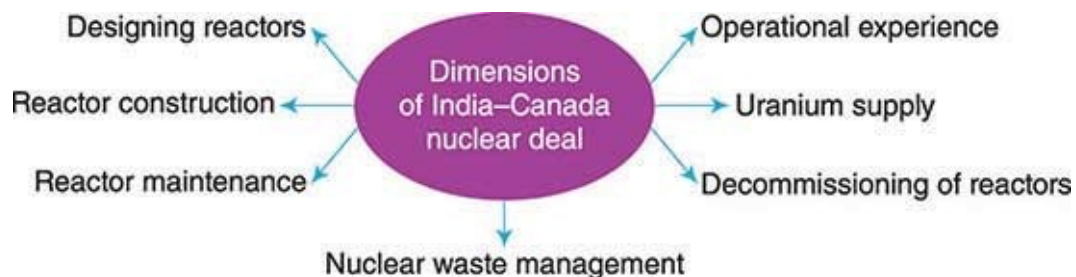 Designing reactors
Reactor construction
Reactor maintenance
Dimensions
of India–Canada
nuclear deal
Operational experience
Uranium supply
Decommissioning of reactors
Nuclear waste management